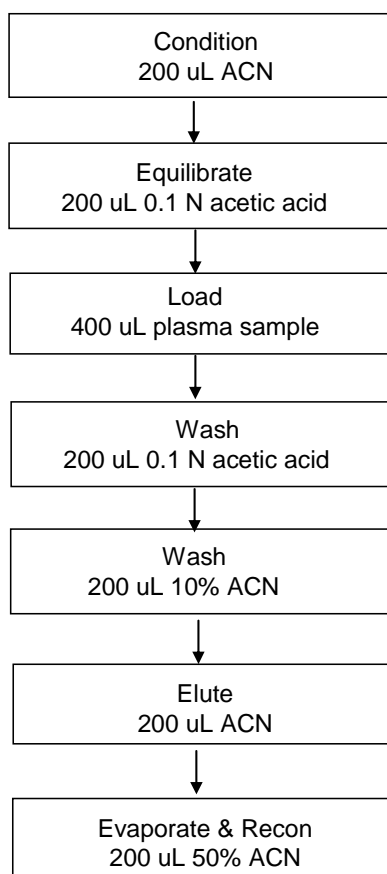 Condition
200 uL ACN
Equilibrate
200 uL 0.1 N acetic acid
Load
400 uL plasma sample
Wash
200 uL 0.1 N acetic acid
Wash
200 uL 10% ACN
Elute
200 uL ACN
Evaporate & Recon
200 uL 50% ACN